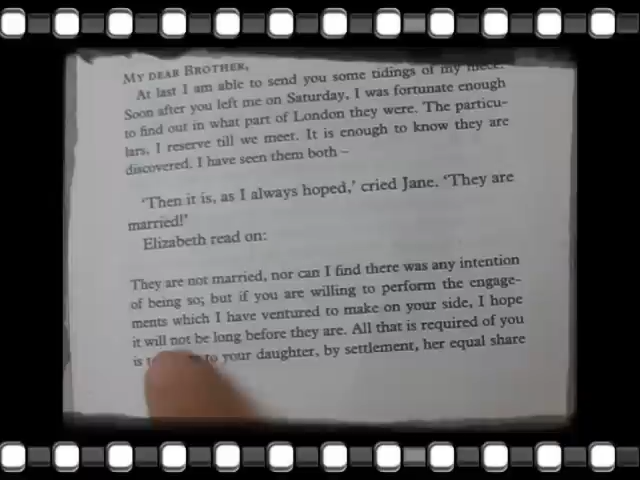 MY DEAR BROTHER,
At last I am able to send you some tidings of my niece.
Soon after you left me on Saturday, I was fortunate enough
to find out in what part of London they were. The particu-
lars, I reserve till we meet. It is enough to know they are
discovered. I have seen them both –
'Then it is, as I always hoped,' cried Jane. 'They are
married!'
Elizabeth read on:
They are not married, nor can I find there was any intention
of being so; but if you are willing to perform the engage-
ments which I have ventured to make on your side, I hope
it will not be long before they are. All that is required of you
is to your daughter, by settlement, her equal share